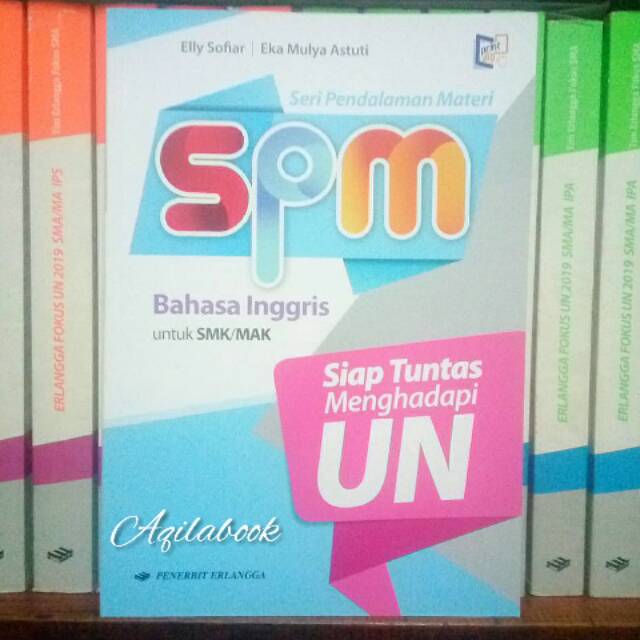 Elly Sofiar | Eka Mulya Astuti
Seri Pendalaman Materi
spm
Bahasa Inggris
untuk SMK/MAK
Siap Tuntas
Menghadapi
UN
Aqilabook
PENERBIT ERLANGGA
ERLANGGA FOKUS UN 2019 SMA/MA IPS
ERLANGGA FOKUS UN 2019 SMA/MA IPA
ERLANGGA FOKUS UN 2019 SMA/MA IPA